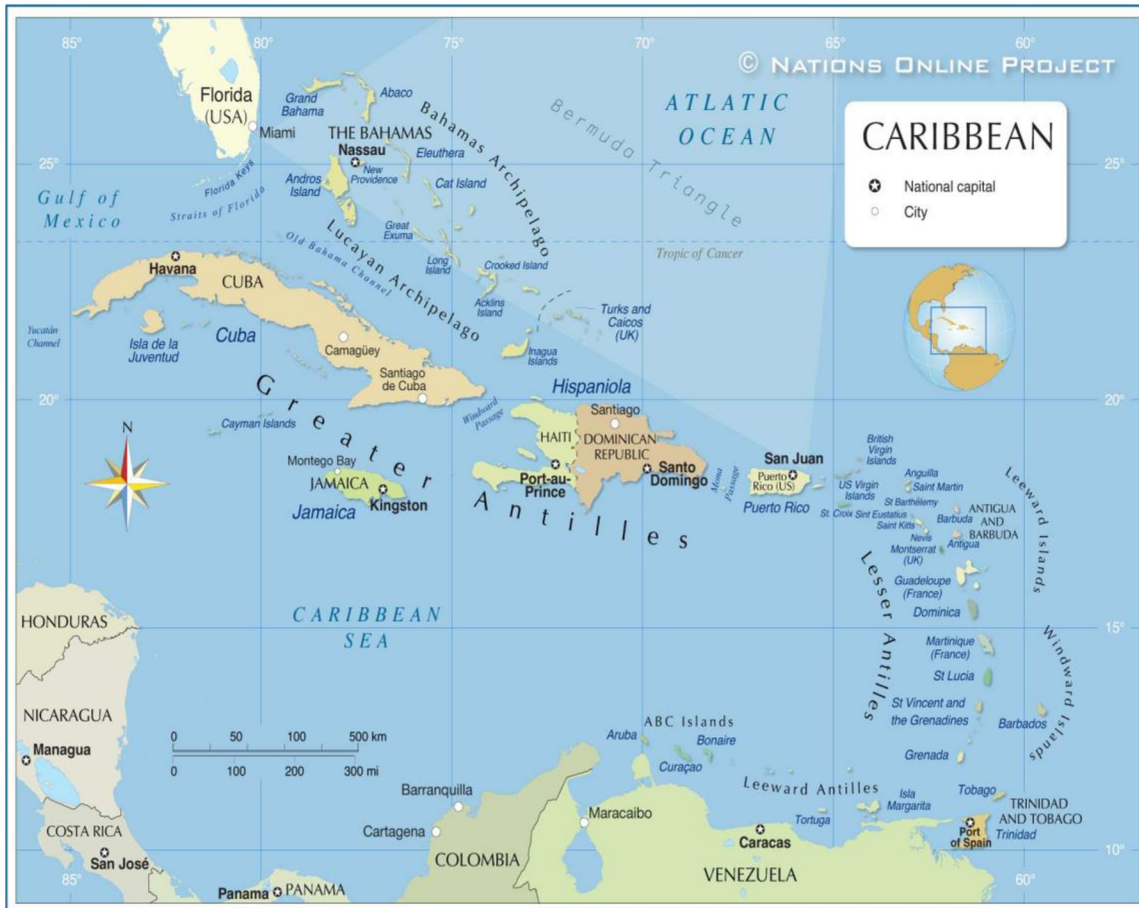 85°
80°
75°
70°
65°
60°
© NATIONS ONLINE PROJECT
Florida
(USA)
Miami
Grand
Bahama
Abaco
THE BAHAMAS
Nassau
New
Providence
Eleuthera
Bahamas Archipelago
Bermuda Triangle
ATLATIC
OCEAN
CARIBBEAN
National capital
City
25°
25°
Gulf of
Mexico
Florida Keys
Straits of Florida
Andros
Island
Cat Island
Great
Exuma
Long
Island
Lucayan Archipelago
Old Bahama Channel
Crooked Island
Acklins
Island
Tropic of Cancer
Turks and
Caicos
(UK)
Inagua
Islands
Havana
CUBA
Yucatán
Channel
Isla de la
Juventud
Cuba
Camagüey
Santiago
de Cuba
Hispaniola
Greater Antilles
20°
20°
Cayman Islands
Windward
Passage
Santiago
HAITI
DOMINICAN
REPUBLIC
Port-au-
Prince
Santo
Domingo
Mona
Passage
San Juan
Puerto
Rico (US)
Puerto Rico
N
Montego Bay
JAMAICA
Kingston
Jamaica
British
Virgin
Islands
US Virgin
Islands
St. Croix
Anguilla
Saint Martin
St Barthélemy
Sint Eustatius
Saint Kitts
Nevis
Barbuda
Antigua
ANTIGUA
AND
BARBUDA
Montserrat
(UK)
Leeward Islands
Guadeloupe
(France)
Dominica
Lesser Antilles
HONDURAS
CARIBBEAN
SEA
15°
15°
Martinique
(France)
St Lucia
Windward Islands
St Vincent and
the Grenadines
Barbados
NICARAGUA
Managua
0 50 100 500 km
0 100 200 300 mi
ABC Islands
Aruba
Bonaire
Curaçao
Grenada
Leeward Antilles
Isla
Margarita
Tortuga
Tobago
TRINIDAD
AND TOBAGO
Port
of Spain
Trinidad
Barranquilla
Cartagena
Maracaibo
COSTA RICA
San José
COLOMBIA
Caracas
VENEZUELA
10°
Panama
PANAMA
85°
60°